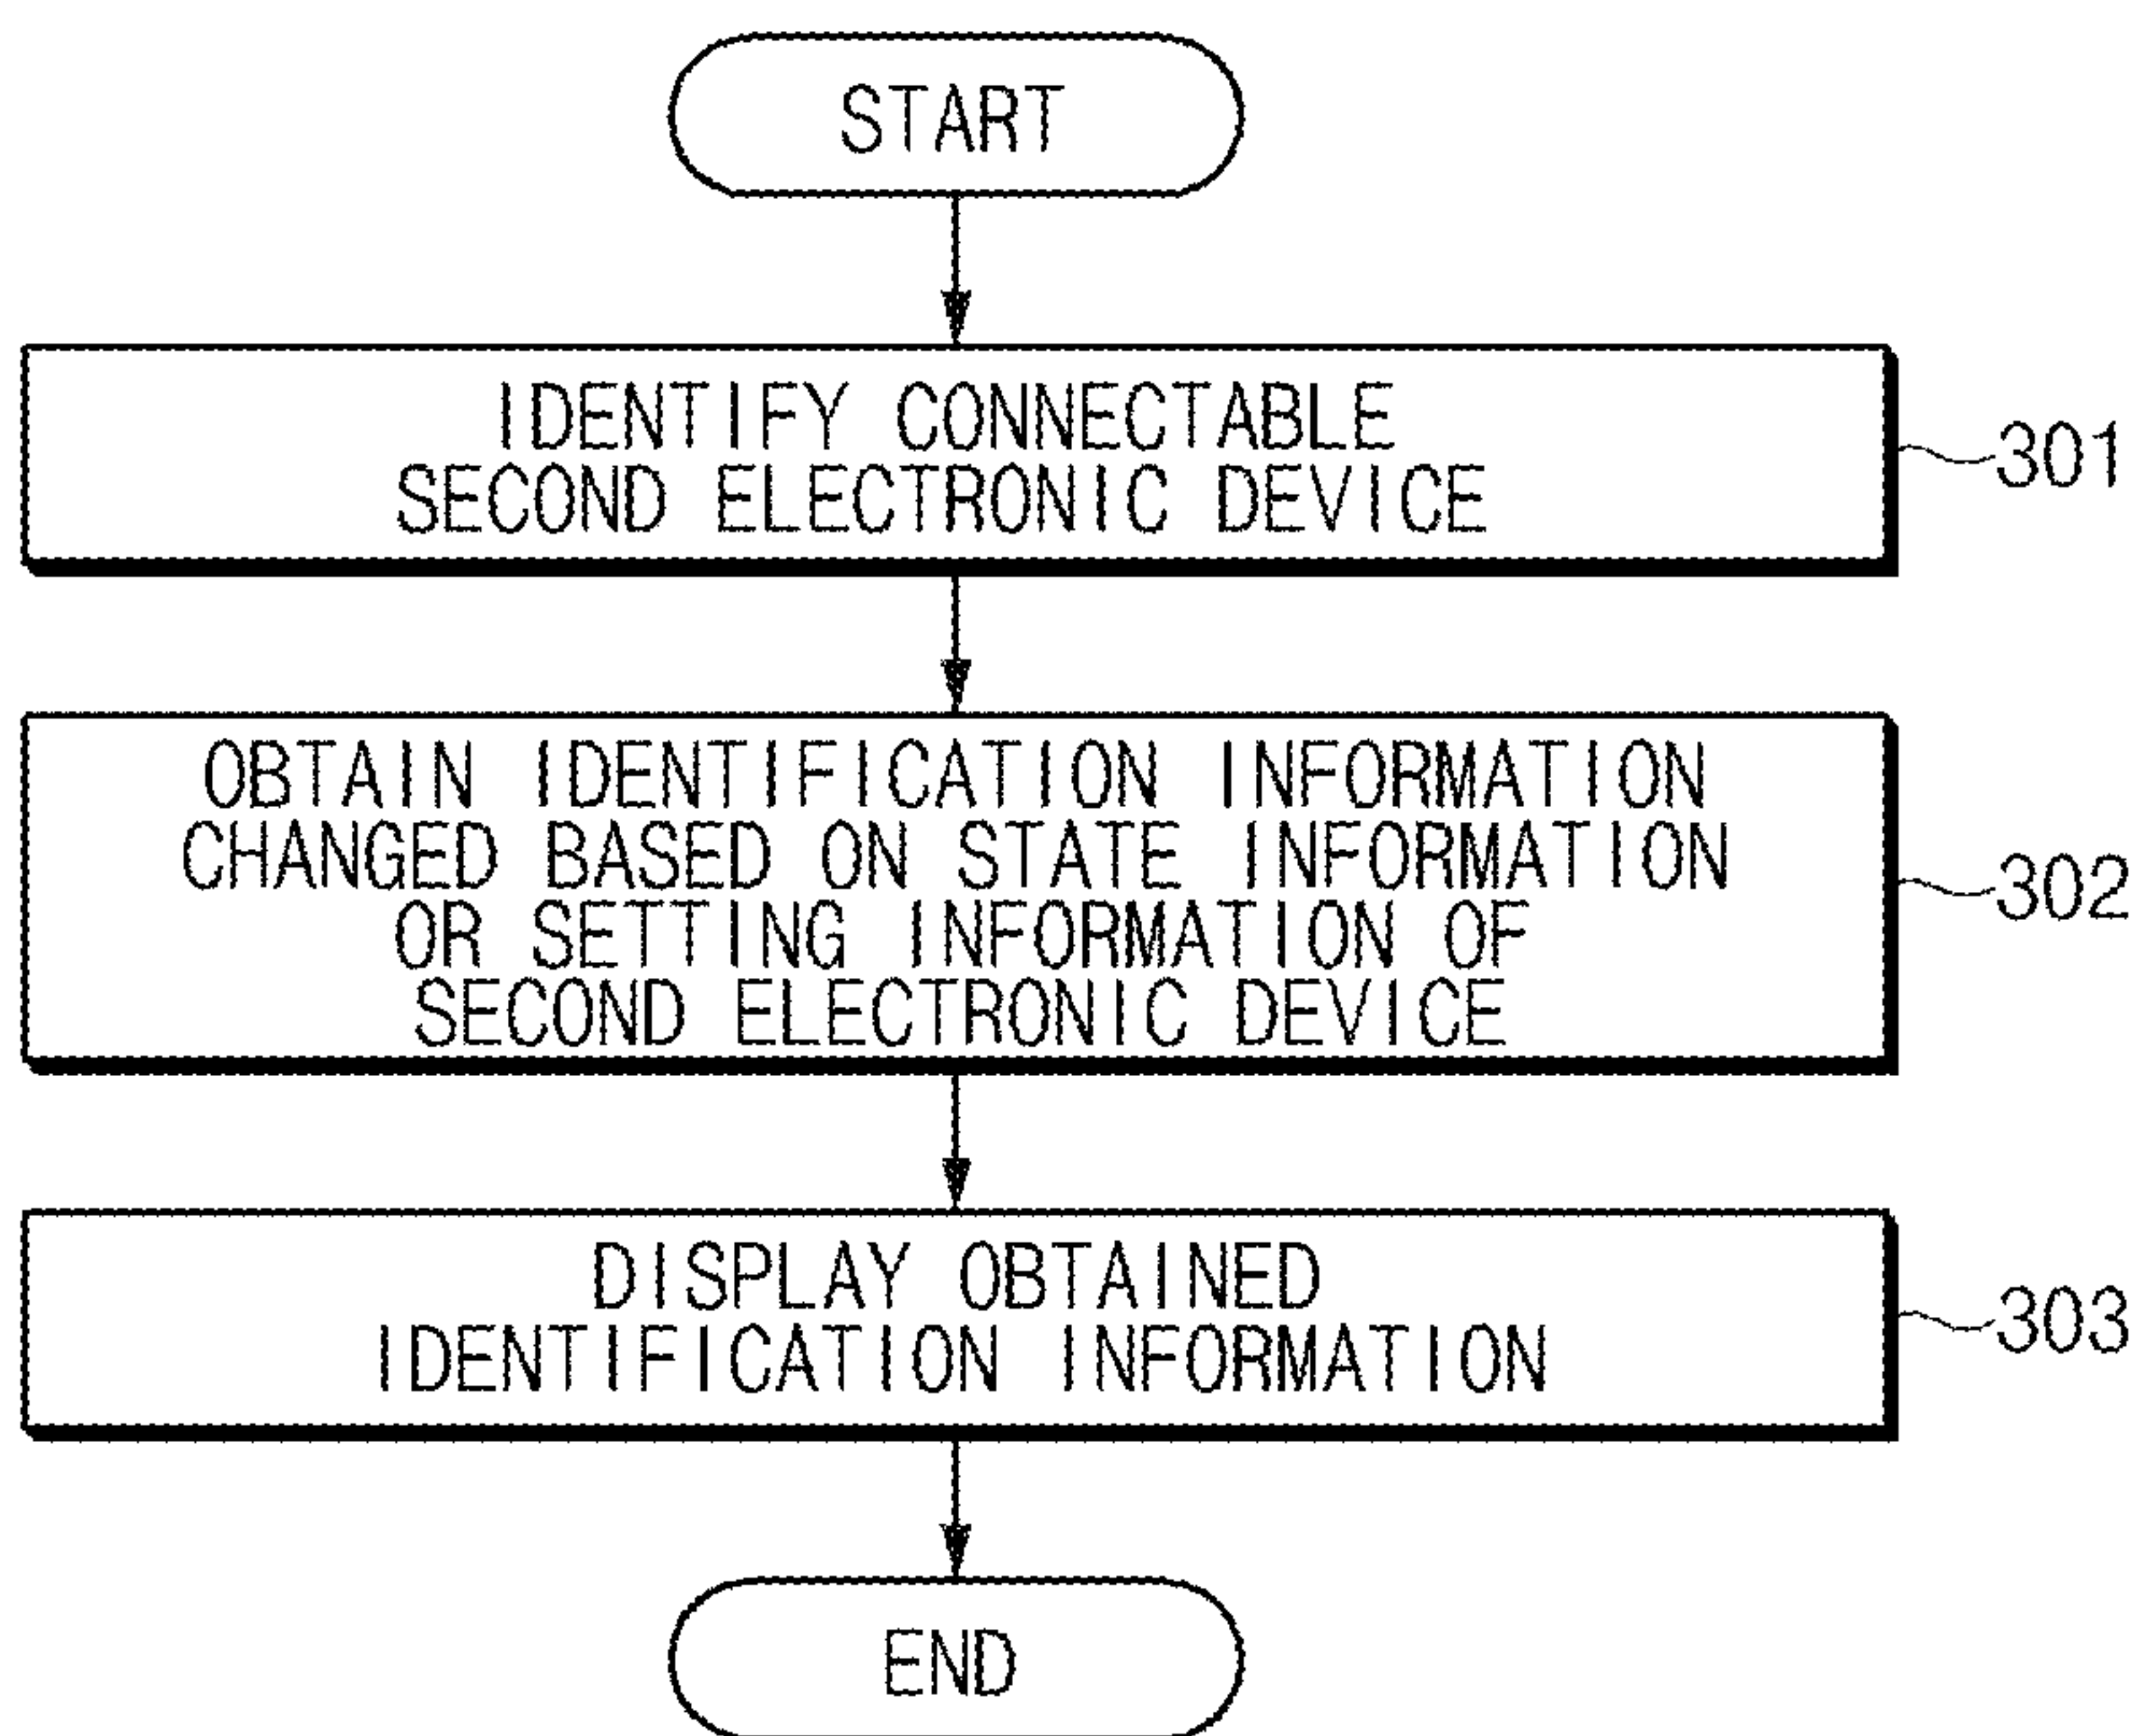 START
IDENTIFY CONNECTABLE
SECOND ELECTRONIC DEVICE
301
OBTAIN IDENTIFICATION INFORMATION
CHANGED BASED ON STATE INFORMATION
OR SETTING INFORMATION OF
SECOND ELECTRONIC DEVICE
302
DISPLAY OBTAINED
IDENTIFICATION INFORMATION
303
END